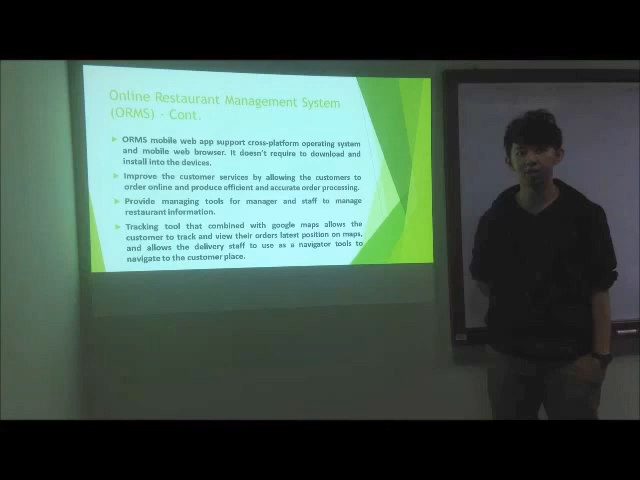 Online Restaurant Management System
(ORMS) - Cont.
ORMS mobile web app support cross-platform operating system
and mobile web browser. It doesn't require to download and
install into the devices.
Improve the customer services by allowing the customers to
order online and produce efficient and accurate order processing.
Provide managing tools for manager and staff to manage
restaurant information.
Tracking tool that combined with google maps allows the
customer to track and view their orders latest position on maps,
and allows the delivery staff to use as a navigator tools to
navigate to the customer place.